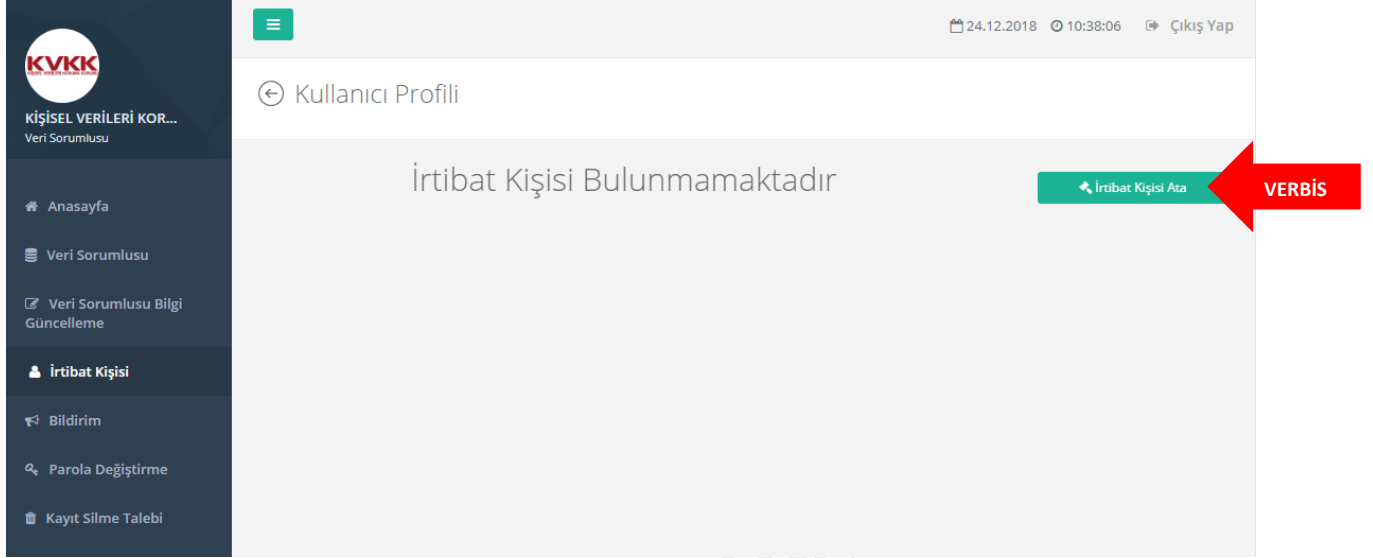 24.12.2018 10:38:06 Çıkış Yap
KVKK
KİŞİSEL VERİLERİ KOR...
Veri Sorumlusu
Kullanıcı Profili
Anasayfa
Veri Sorumlusu
Veri Sorumlusu Bilgi
Güncelleme
İrtibat Kişisi
Bildirim
Parola Değiştirme
Kayıt Silme Talebi
İrtibat Kişisi Bulunmamaktadır
İrtibat Kişisi Ata
VERBİS